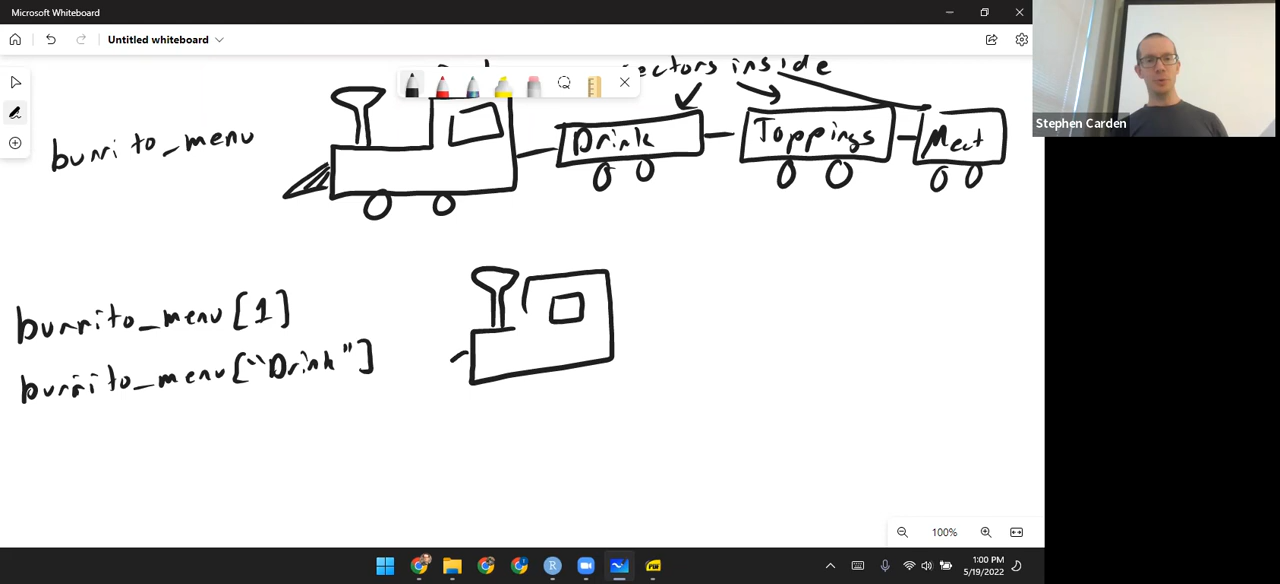 Microsoft Whiteboard
Untitled whiteboard
ectors inside
Stephen Carden
burrito_menu
Drink
Toppings
Meat
burrito_menu[1]
burrito_menu["Drink"]
100%
1:00 PM
5/19/2022